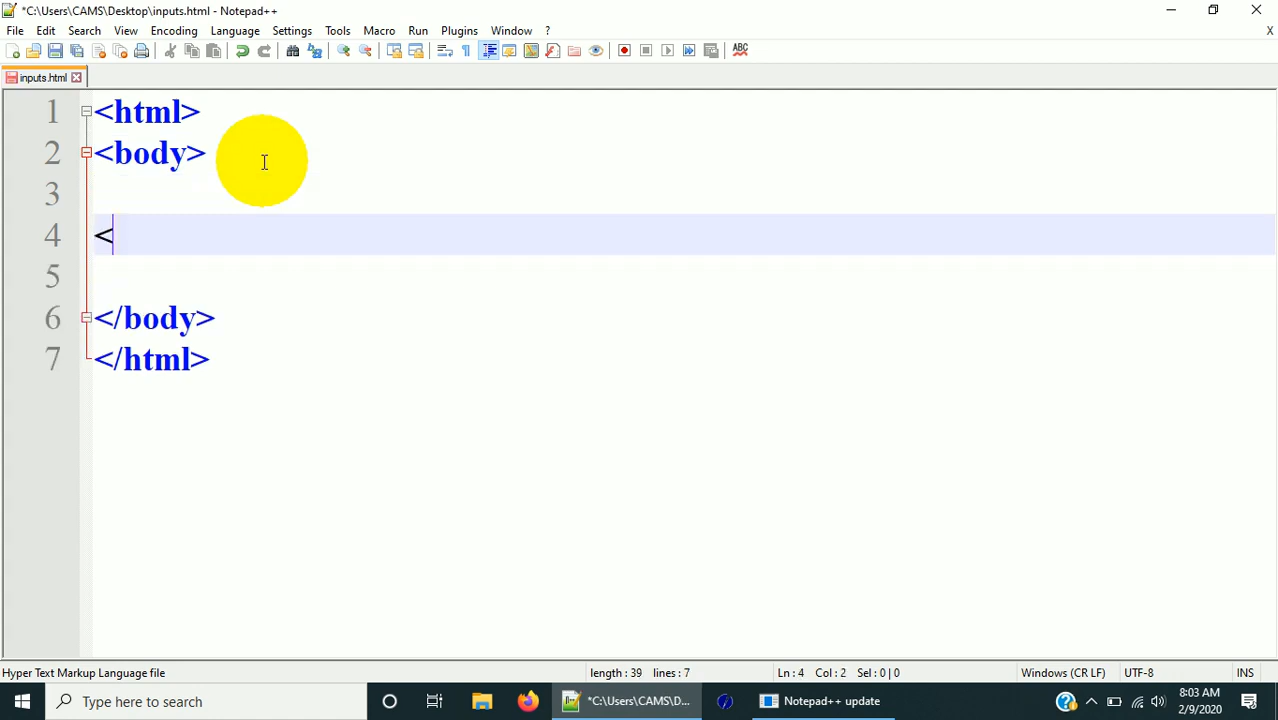 *C:\Users\CAMS\Desktop\inputs.html - Notepad++
File Edit Search View Encoding Language Settings Tools Macro Run Plugins Window ? X
ABC
inputs.html
1 <html>
2 <body>
3
4 <
5
6 </body>
7 </html>
Hyper Text Markup Language file length : 39 lines : 7 Ln : 4 Col : 2 Sel : 0 | 0 Windows (CR LF) UTF-8 INS
Type here to search *C:\Users\CAMS\D... Notepad++ update 8:03 AM
2/9/2020